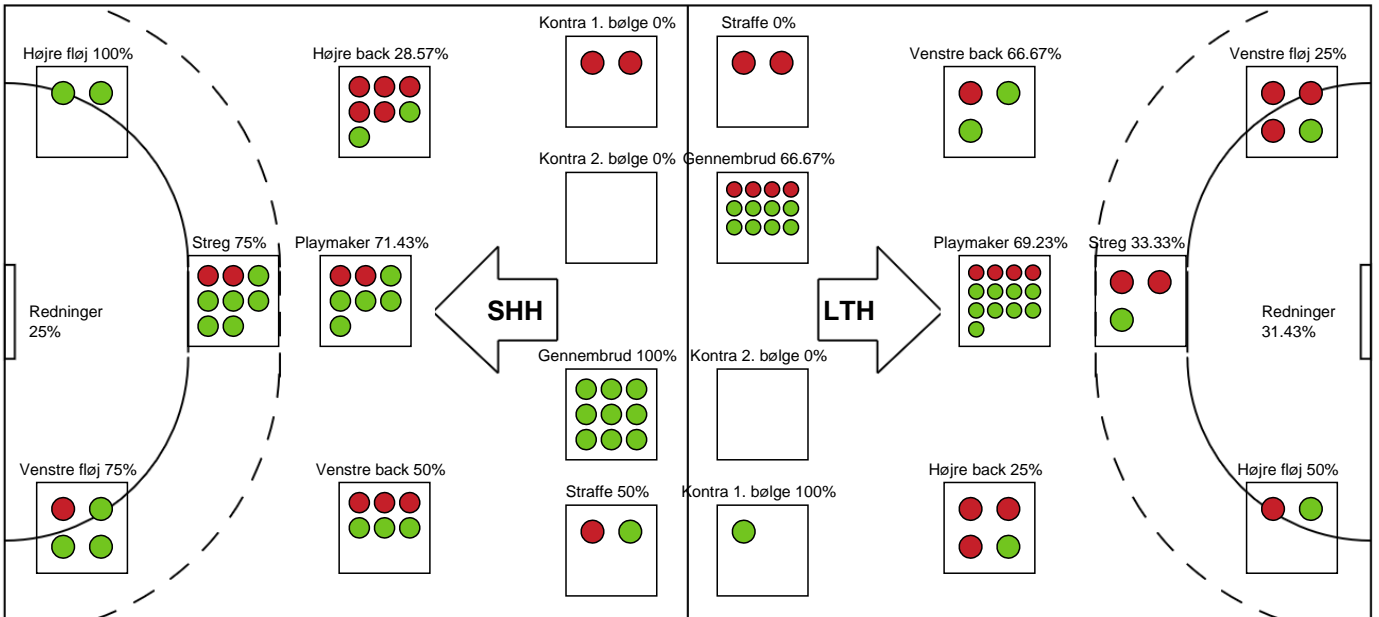 Kontra 1. bølge 0%
Straffe 0%
Højre fløj 100%
Højre back 28.57%
Venstre back 66.67%
Venstre fløj 25%
Kontra 2. bølge 0%
Gennembrud 66.67%
Streg 75%
Playmaker 71.43%
Playmaker 69.23%
Streg 33.33%
Redninger
25%
SHH
LTH
Redninger
31.43%
Gennembrud 100%
Kontra 2. bølge 0%
Venstre fløj 75%
Venstre back 50%
Højre back 25%
Højre fløj 50%
Straffe 50%
Kontra 1. bølge 100%